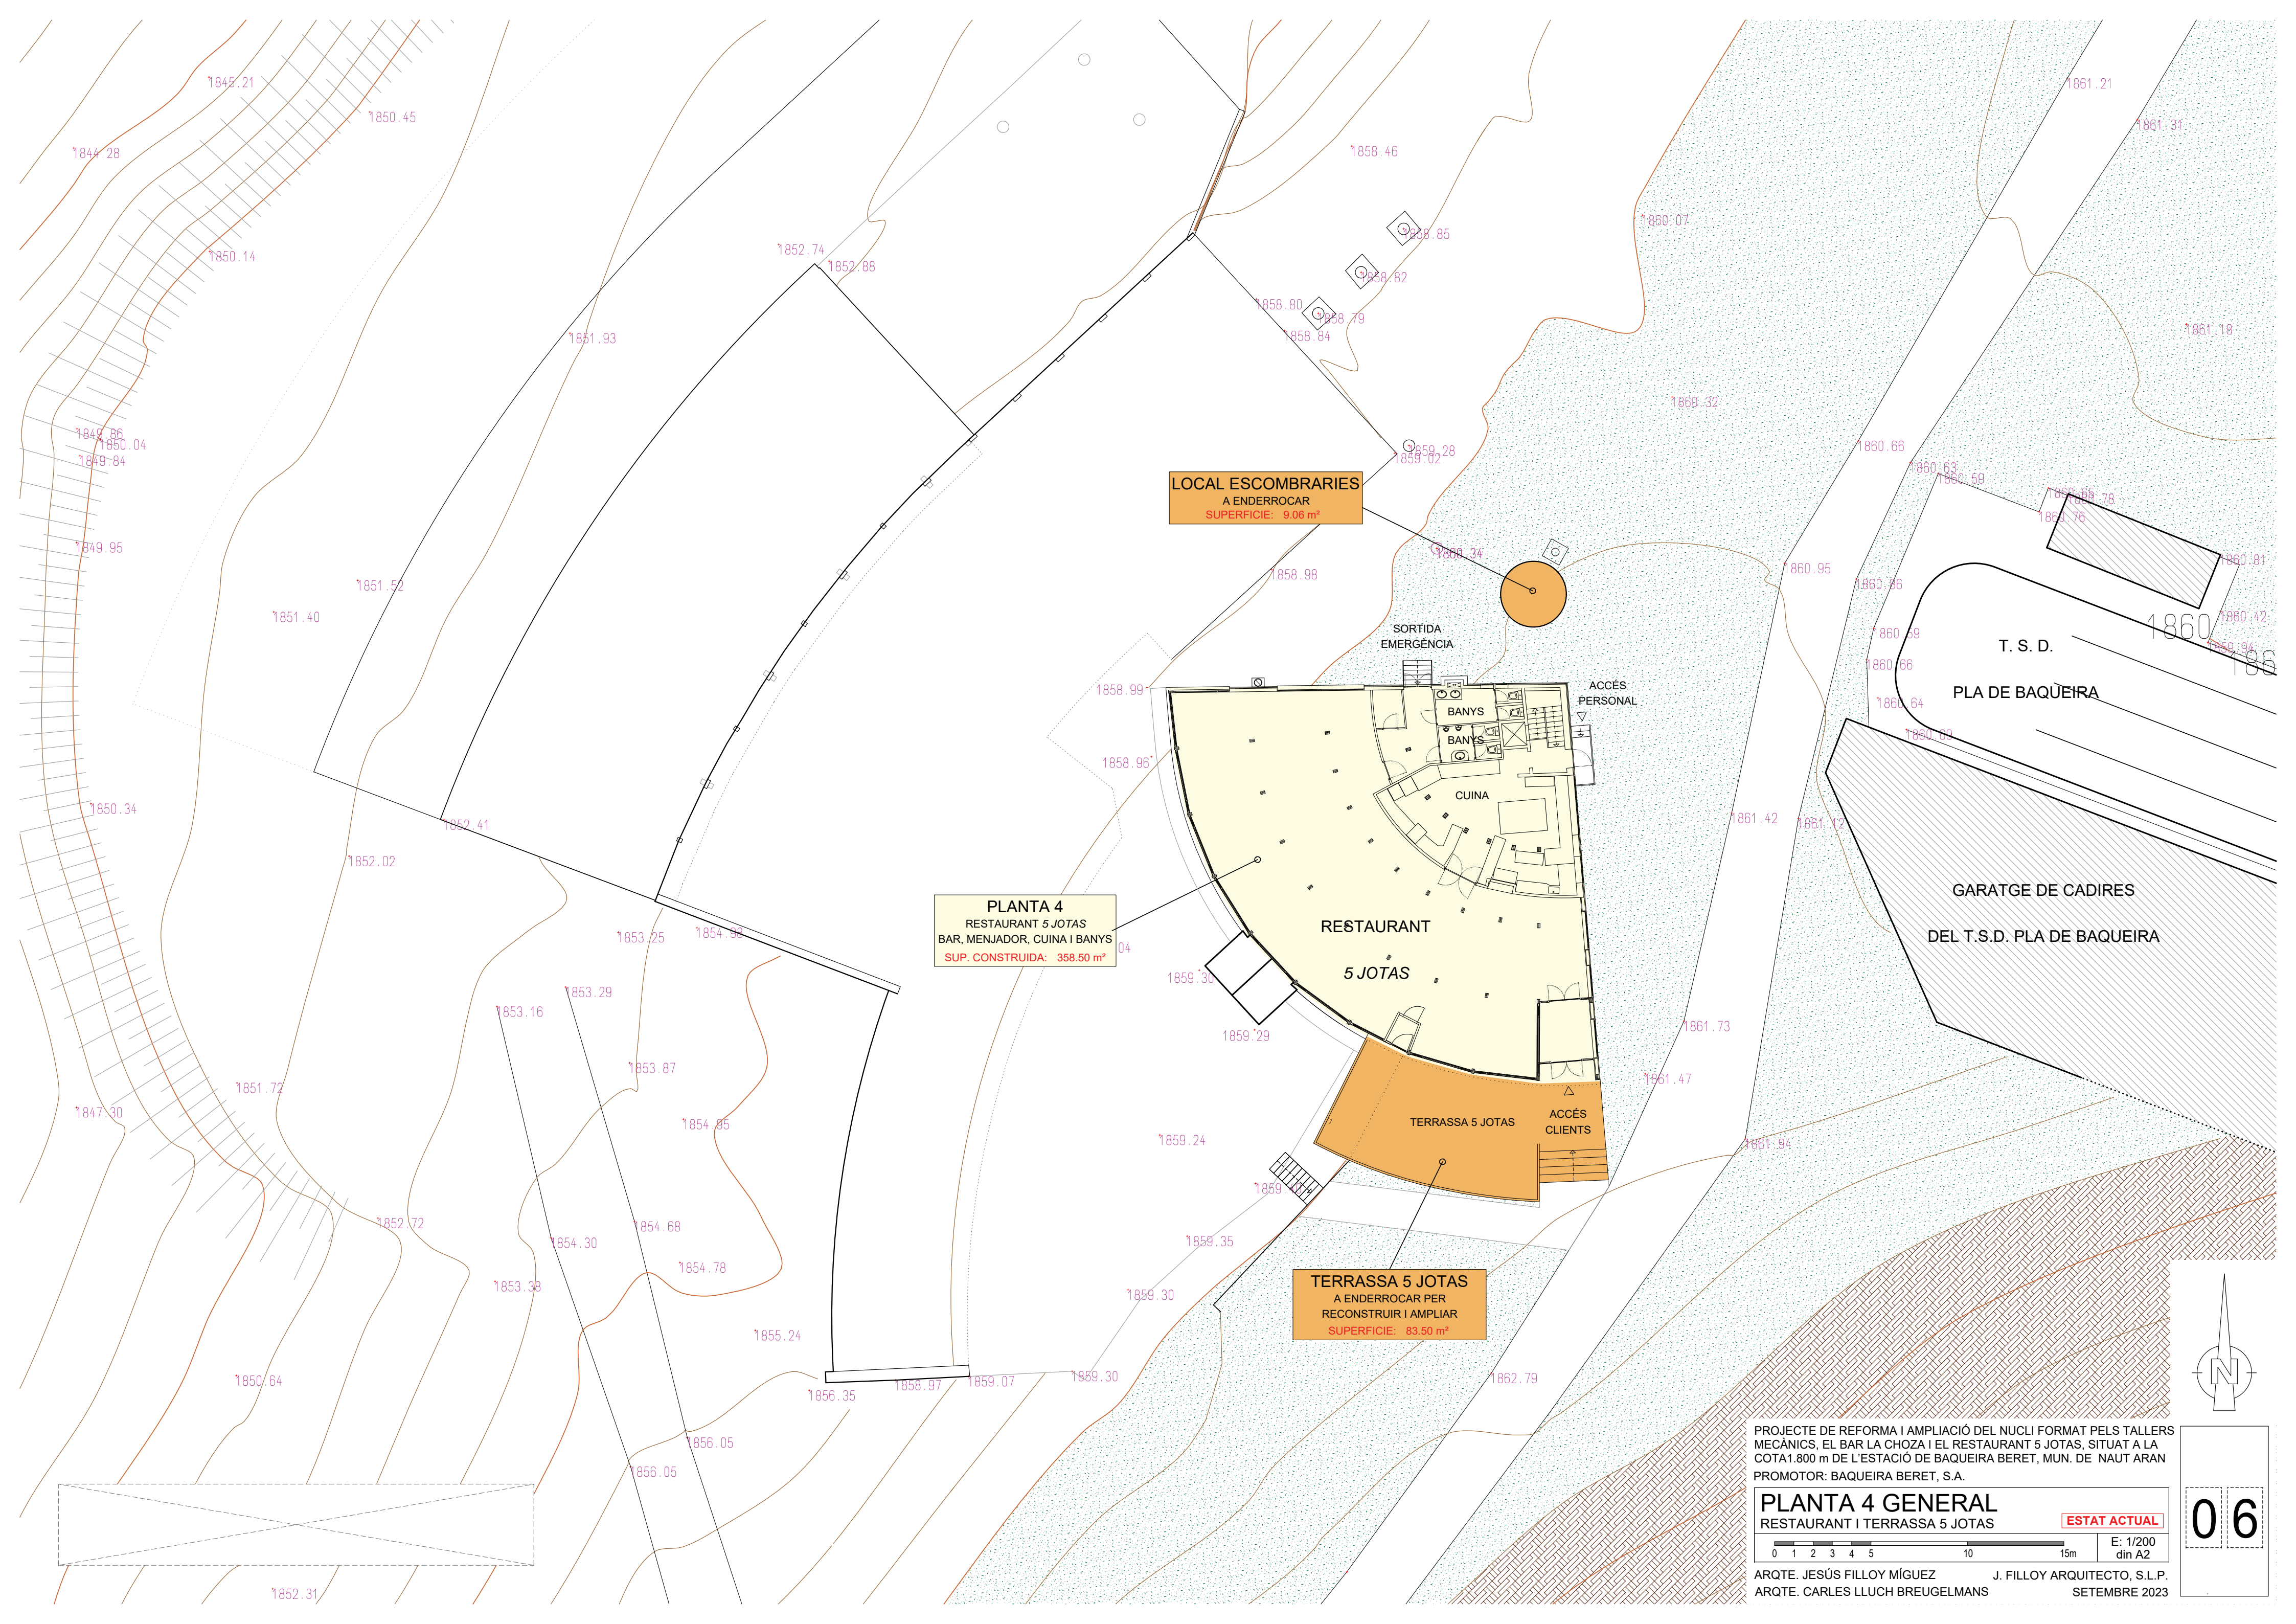 1845.21
1850.45
1844.28
1861.21
1861.31
1858.46
1850.14
1852.74
1852.88
1858.85
1860.07
1858.82
1858.80
1858.79
1858.84
1851.93
1861.18
1860.32
1849.86
1850.04
1849.84
1859.28
1859.02
1860.66
1860.63
1860.59
LOCAL ESCOMBRARIES
A ENDERROCAR
SUPERFICIE: 9.06 m²
1860.76
1849.95
1860.34
1858.98
1860.95
1860.81
1851.52
1860.86
1851.40
1860.42
1860
SORTIDA
EMERGÈNCIA
1860.59
T. S. D.
1860.66
PLA DE BAQUEIRA
1858.99
ACCÉS
PERSONAL
BANYS
BANYS
1860.64
1858.96
CUINA
1850.34
1852.41
1861.42
1861.12
1852.02
GARATGE DE CADIRES
DEL T.S.D. PLA DE BAQUEIRA
PLANTA 4
RESTAURANT 5 JOTAS
BAR, MENJADOR, CUINA I BANYS
SUP. CONSTRUIDA: 358.50 m²
RESTAURANT
5 JOTAS
1853.25
1859.30
1853.29
1853.16
1859.29
1861.73
1853.87
1861.47
1851.72
1847.30
1854.95
TERRASSA 5 JOTAS
ACCÉS
CLIENTS
1859.24
1861.94
1852.72
1854.68
1854.30
1859.35
1854.78
1853.38
1859.30
TERRASSA 5 JOTAS
A ENDERROCAR PER
RECONSTRUIR I AMPLIAR
SUPERFICIE: 83.50 m²
1855.24
1850.64
1856.35
1858.97
1859.07
1859.30
1862.79
1856.05
1856.05
1852.31
N
PROJECTE DE REFORMA I AMPLIACIÓ DEL NUCLI FORMAT PELS TALLERS
MECÀNICS, EL BAR LA CHOZA I EL RESTAURANT 5 JOTAS, SITUAT A LA
COTA1.800 m DE L'ESTACIÓ DE BAQUEIRA BERET, MUN. DE NAUT ARAN
PROMOTOR: BAQUEIRA BERET, S.A.
PLANTA 4 GENERAL
RESTAURANT I TERRASSA 5 JOTAS
ESTAT ACTUAL
0 1 2 3 4 5 10 15m
E: 1/200
din A2
06
ARQTE. JESÚS FILLOY MÍGUEZ
J. FILLOY ARQUITECTO, S.L.P.
ARQTE. CARLES LLUCH BREUGELMANS
SETEMBRE 2023